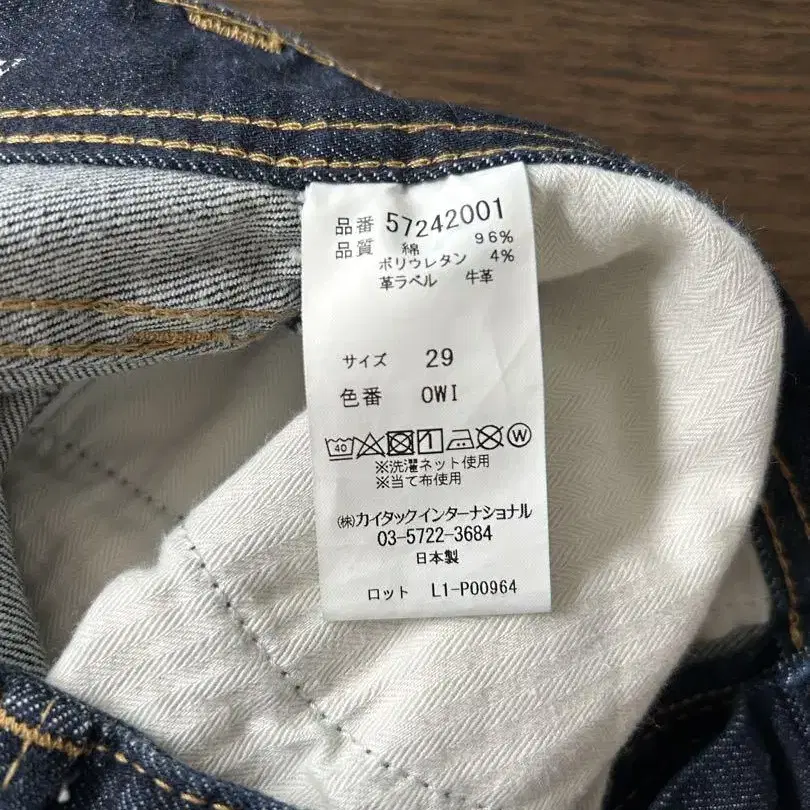 品番 57242001
品質 綿 96%
ポリウレタン 4%
革ラベル 牛革
サイズ 29
色番 OWI
40 W
※洗濯ネット使用
※当て布使用
㈱カイタックインターナショナル
03-5722-3684
日本製
ロット L1-P00964